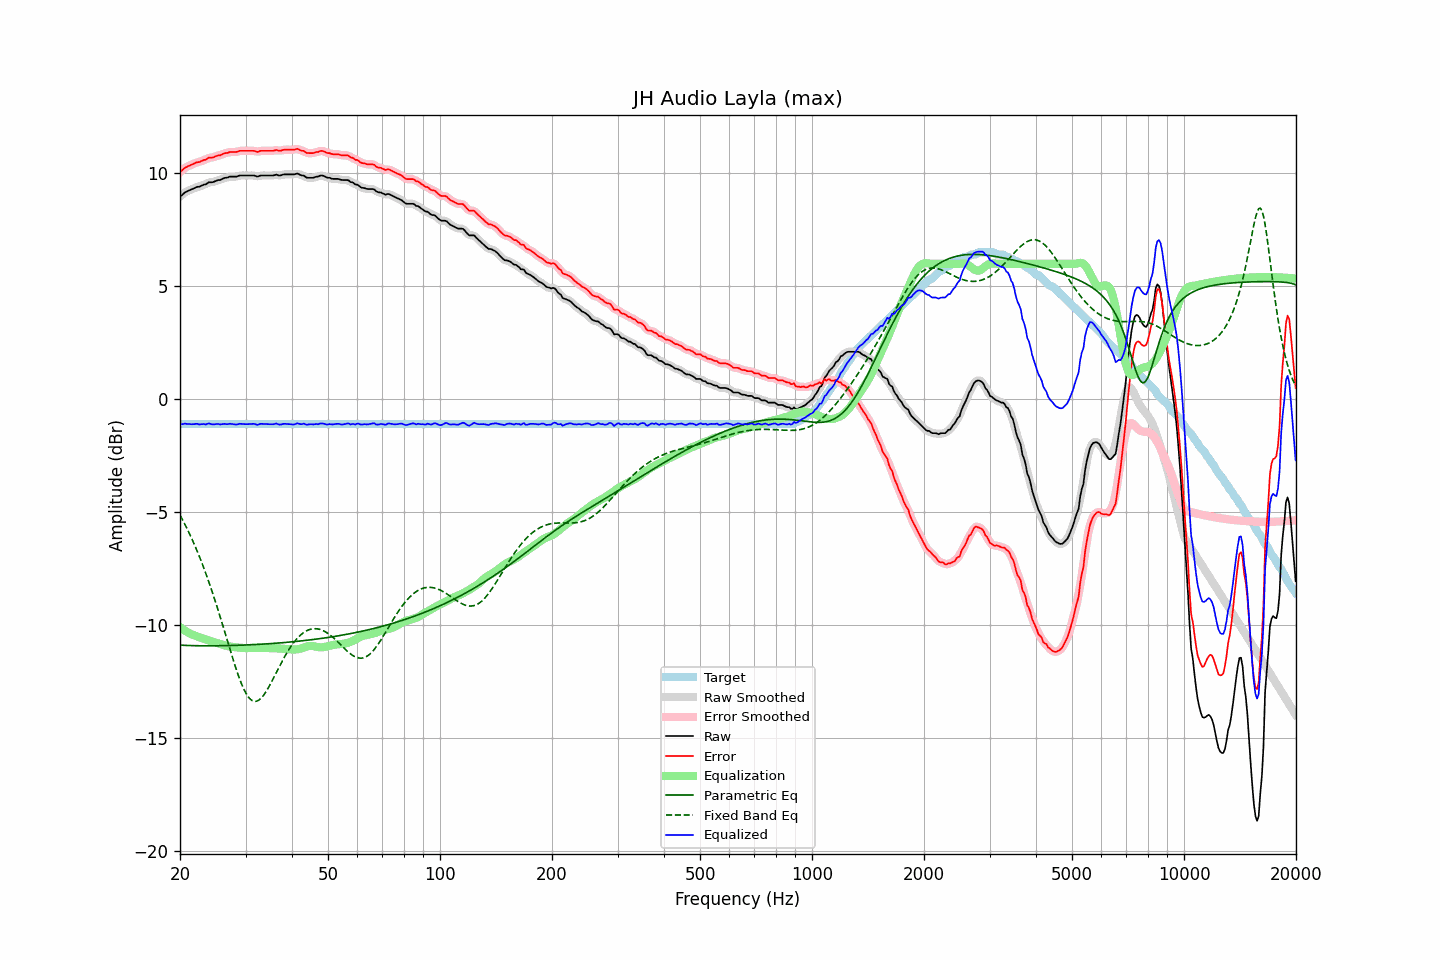 JH Audio Layla (max)
10
5
0
−5
−10
−15
−20
Amplitude (dBr)
Target
Raw Smoothed
Error Smoothed
Raw
Error
Equalization
Parametric Eq
Fixed Band Eq
Equalized
20 50 100 200 500 1000 2000 5000 10000 20000
Frequency (Hz)